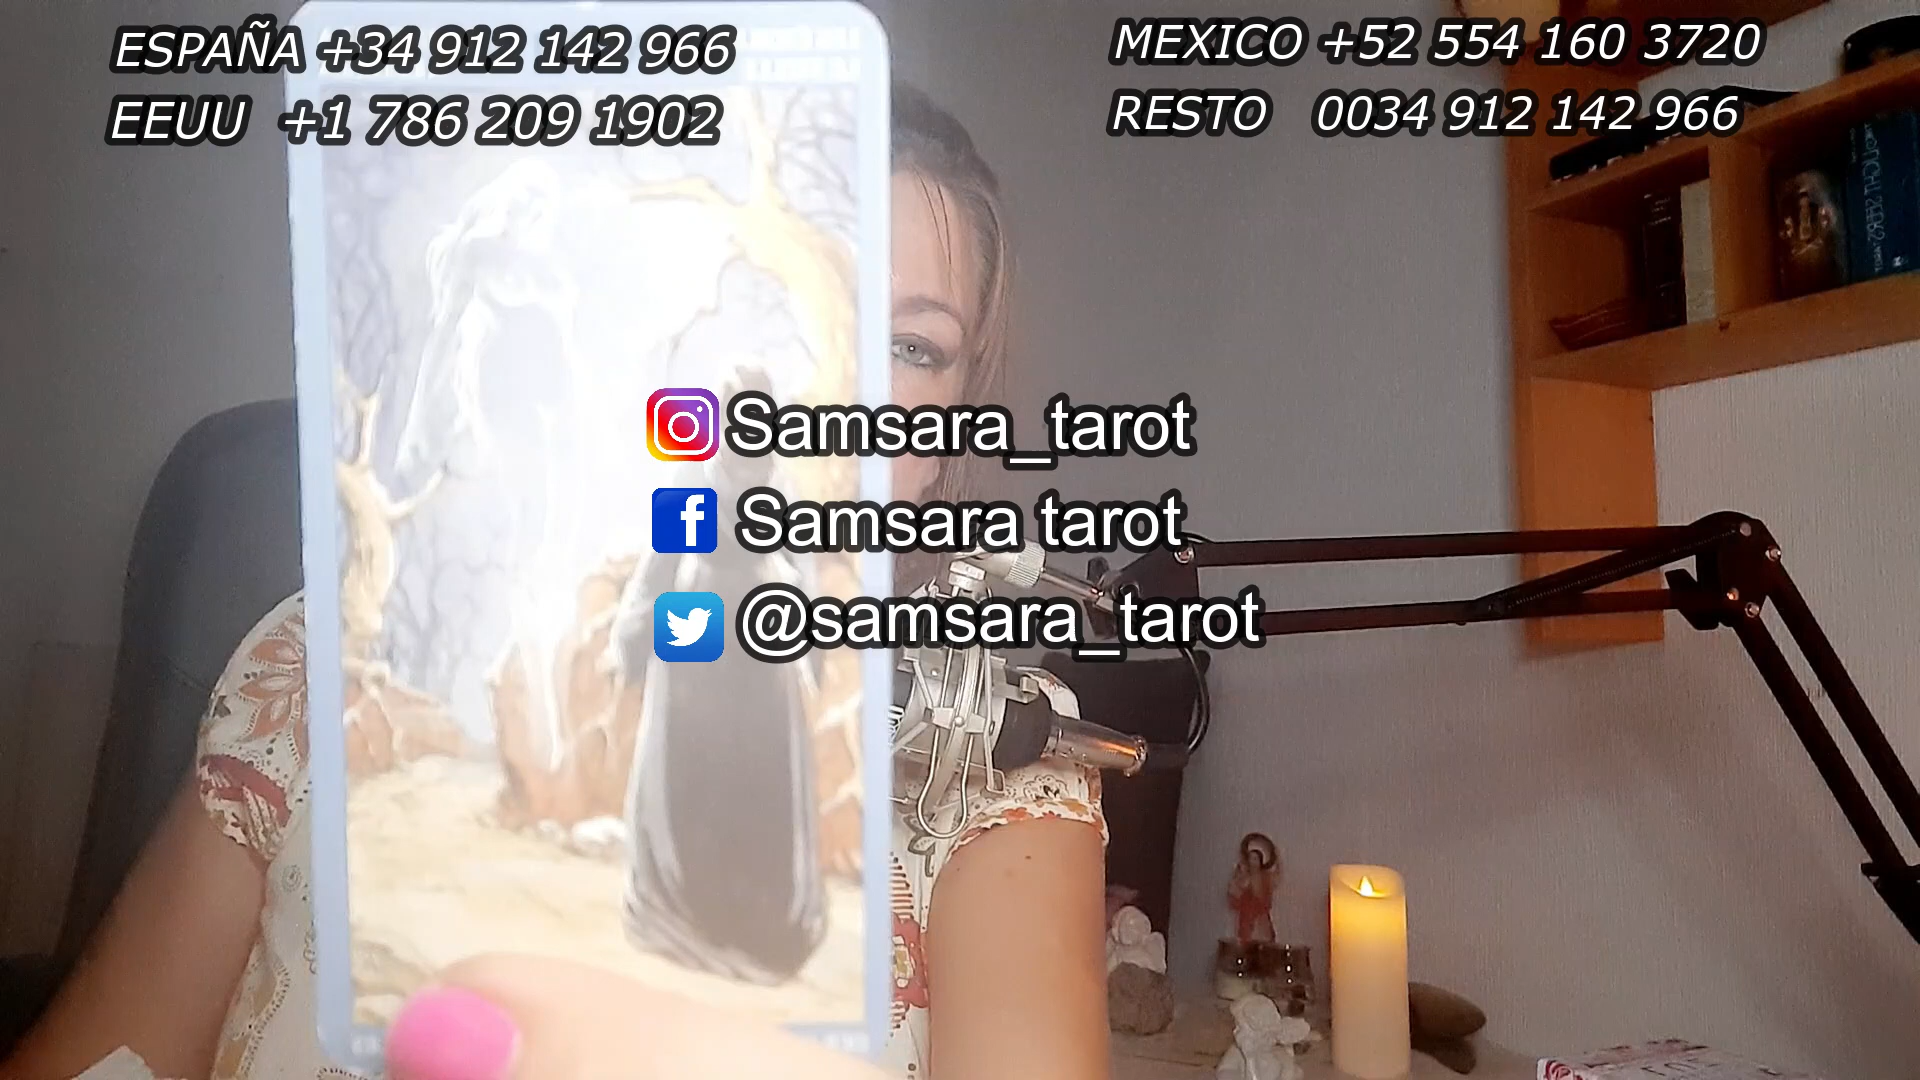 ESPAÑA +34 912 142 966
EEUU +1 786 209 1902
MEXICO +52 554 160 3720
RESTO 0034 912 142 966
Samsara_tarot
Samsara tarot
@samsara_tarot